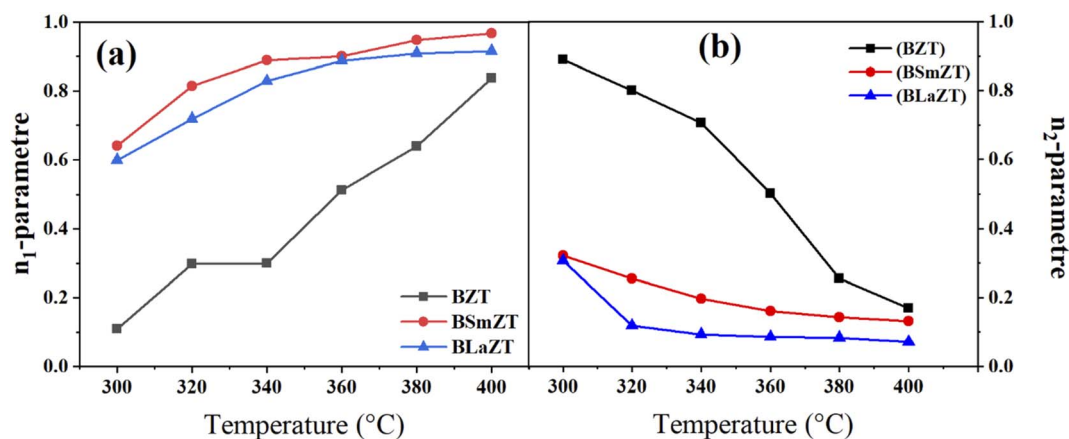 (a)
n₁-parametre
1.0
0.8
0.6
0.4
0.2
0.0
BZT
BSmZT
BLaZT
300 320 340 360 380 400
Temperature (°C)
(b)
(BZT)
(BSmZT)
(BLaZT)
1.0
0.8
0.6
0.4
0.2
0.0
n₂-parametre
300 320 340 360 380 400
Temperature (°C)